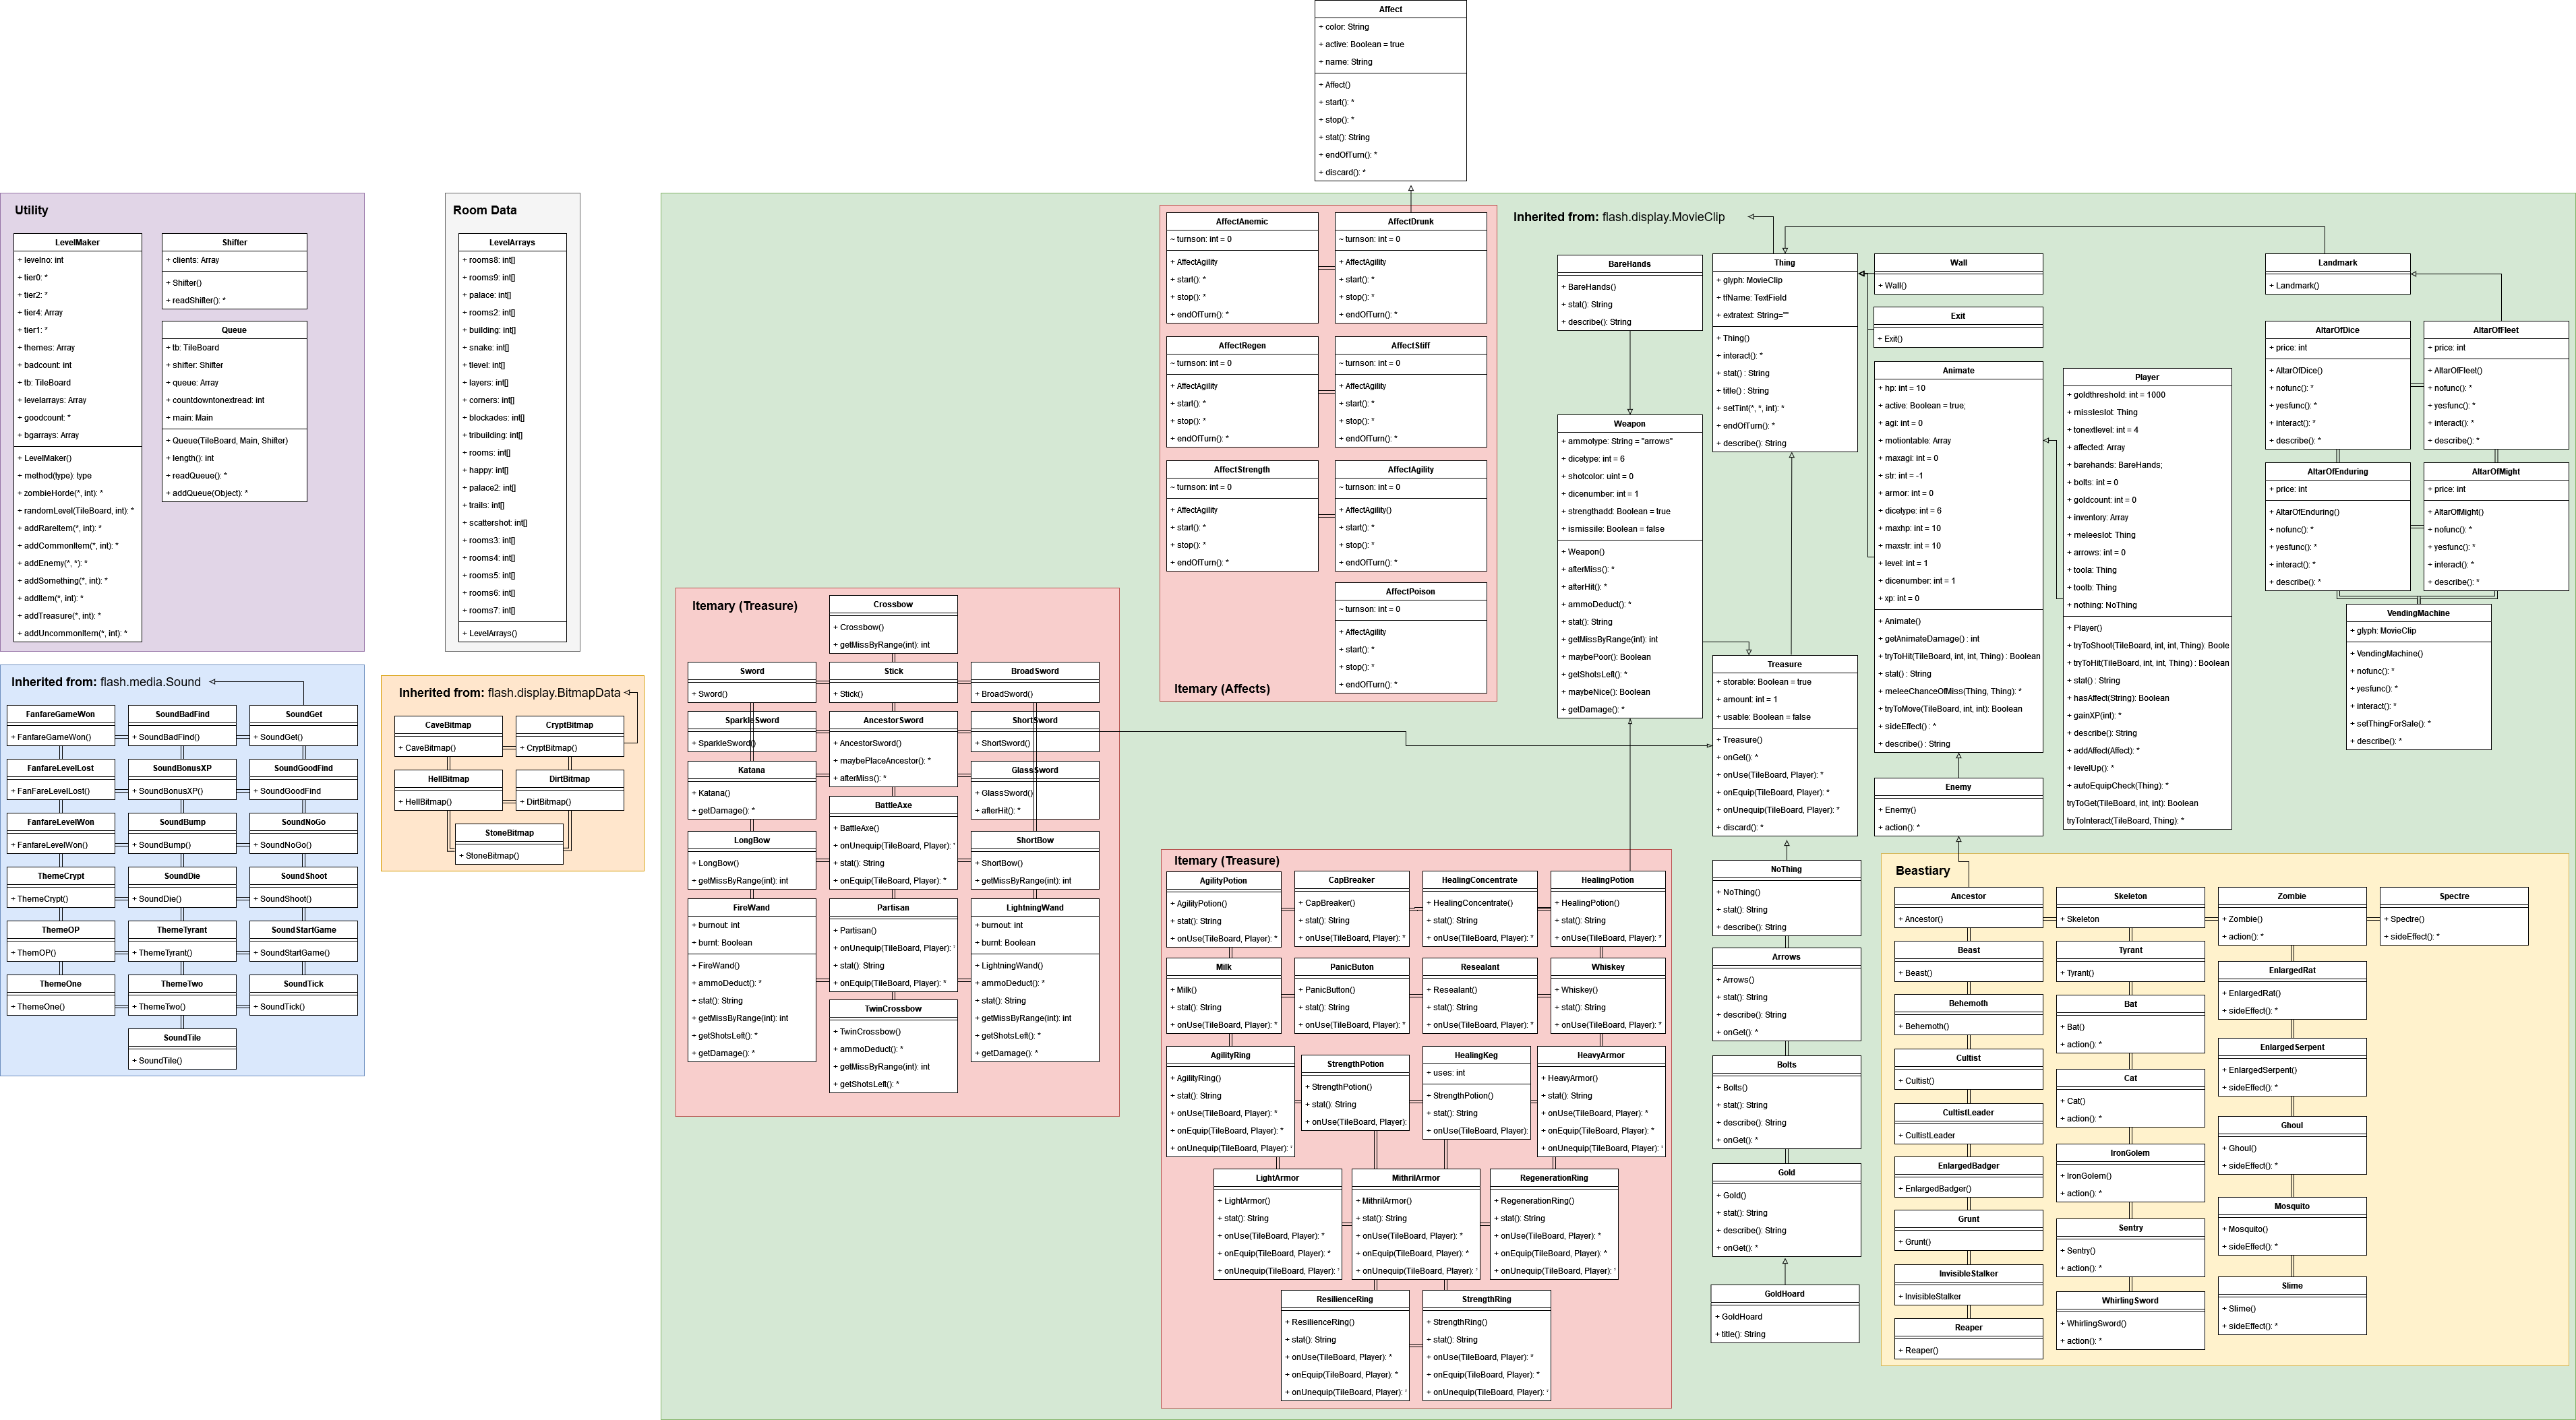 Affect
+ color: String
+ active: Boolean = true
+ name: String
+ Affect()
+ start(): *
+ stop(): *
+ stat(): String
+ endOfTurn(): *
+ discard(): *
Utility
LevelMaker
+ levelno: int
+ tier0: *
+ tier2: *
+ tier4: Array
+ tier1: *
+ themes: Array
+ badcount: int
+ tb: TileBoard
+ levelarrays: Array
+ goodcount: *
+ bgarrays: Array
+ LevelMaker()
+ method(type): type
+ zombieHorde(*, int): *
+ randomLevel(TileBoard, int): *
+ addRareItem(*, int): *
+ addCommonItem(*, int): *
+ addEnemy(*, *): *
+ addSomething(*, int): *
+ addItem(*, int): *
+ addTreasure(*, int): *
+ addUncommonItem(*, int): *
Shifter
+ clients: Array
+ Shifter()
+ readShifter(): *
Queue
+ tb: TileBoard
+ shifter: Shifter
+ queue: Array
+ countdowntonextread: int
+ main: Main
+ Queue(TileBoard, Main, Shifter)
+ length(): int
+ readQueue(): *
+ addQueue(Object): *
Room Data
LevelArrays
+ rooms8: int[]
+ rooms9: int[]
+ palace: int[]
+ rooms2: int[]
+ building: int[]
+ snake: int[]
+ tlevel: int[]
+ layers: int[]
+ corners: int[]
+ blockades: int[]
+ tribuilding: int[]
+ rooms: int[]
+ happy: int[]
+ palace2: int[]
+ trails: int[]
+ scattershot: int[]
+ rooms3: int[]
+ rooms4: int[]
+ rooms5: int[]
+ rooms6: int[]
+ rooms7: int[]
+ LevelArrays()
Inherited from: flash.media.Sound
FanfareGameWon
+ FanfareGameWon()
SoundBadFind
+ SoundBadFind()
SoundGet
+ SoundGet()
FanfareLevelLost
+ FanFareLevelLost()
SoundBonusXP
+ SoundBonusXP()
SoundGoodFind
+ SoundGoodFind
FanfareLevelWon
+ FanfareLevelWon()
SoundBump
+ SoundBump()
SoundNoGo
+ SoundNoGo()
ThemeCrypt
+ ThemeCrypt()
SoundDie
+ SoundDie()
SoundShoot
+ SoundShoot()
ThemeOP
+ ThemOP()
ThemeTyrant
+ ThemeTyrant()
SoundStartGame
+ SoundStartGame()
ThemeOne
+ ThemeOne()
ThemeTwo
+ ThemeTwo()
SoundTick
+ SoundTick()
SoundTile
+ SoundTile()
Inherited from: flash.display.BitmapData
CaveBitmap
+ CaveBitmap()
CryptBitmap
+ CryptBitmap()
HellBitmap
+ HellBitmap()
DirtBitmap
+ DirtBitmap()
StoneBitmap
+ StoneBitmap()
Itemary (Treasure)
Crossbow
+ Crossbow()
+ getMissByRange(int): int
Sword
+ Sword()
Stick
+ Stick()
BroadSword
+ BroadSword()
SparkleSword
+ SparkleSword()
AncestorSword
+ AncestorSword()
+ maybePlaceAncestor(): *
+ afterMiss(): *
ShortSword
+ ShortSword()
Katana
+ Katana()
+ getDamage(): *
GlassSword
+ GlassSword()
+ afterHit(): *
BattleAxe
+ BattleAxe()
+ onUnequip(TileBoard, Player): '
+ stat(): String
+ onEquip(TileBoard, Player): *
LongBow
+ LongBow()
+ getMissByRange(int): int
ShortBow
+ ShortBow()
+ getMissByRange(int): int
FireWand
+ burnout: int
+ burnt: Boolean
+ FireWand()
+ ammoDeduct(): *
+ stat(): String
+ getMissByRange(int): int
+ getShotsLeft(): *
+ getDamage(): *
Partisan
+ Partisan()
+ onUnequip(TileBoard, Player): '
+ stat(): String
+ onEquip(TileBoard, Player): *
LightningWand
+ burnout: int
+ burnt: Boolean
+ LightningWand()
+ ammoDeduct(): *
+ stat(): String
+ getMissByRange(int): int
+ getShotsLeft(): *
+ getDamage(): *
TwinCrossbow
+ TwinCrossbow()
+ ammoDeduct(): *
+ getMissByRange(int): int
+ getShotsLeft(): *
AffectAnemic
~ turnson: int = 0
+ AffectAgility
+ start(): *
+ stop(): *
+ endOfTurn(): *
AffectDrunk
~ turnson: int = 0
+ AffectAgility
+ start(): *
+ stop(): *
+ endOfTurn(): *
AffectRegen
~ turnson: int = 0
+ AffectAgility
+ start(): *
+ stop(): *
+ endOfTurn(): *
AffectStiff
~ turnson: int = 0
+ AffectAgility
+ start(): *
+ stop(): *
+ endOfTurn(): *
AffectStrength
~ turnson: int = 0
+ AffectAgility
+ start(): *
+ stop(): *
+ endOfTurn(): *
AffectAgility
~ turnson: int = 0
+ AffectAgility()
+ start(): *
+ stop(): *
+ endOfTurn(): *
AffectPoison
~ turnson: int = 0
+ AffectAgility
+ start(): *
+ stop(): *
+ endOfTurn(): *
Itemary (Affects)
Inherited from: flash.display.MovieClip
BareHands
+ BareHands()
+ stat(): String
+ describe(): String
Weapon
+ ammotype: String = "arrows"
+ dicetype: int = 6
+ shotcolor: uint = 0
+ dicenumber: int = 1
+ strengthadd: Boolean = true
+ ismissile: Boolean = false
+ Weapon()
+ afterMiss(): *
+ afterHit(): *
+ ammoDeduct(): *
+ stat(): String
+ getMissByRange(int): int
+ maybePoor(): Boolean
+ getShotsLeft(): *
+ maybeNice(): Boolean
+ getDamage(): *
Thing
+ glyph: MovieClip
+ tfName: TextField
+ extratext: String=""
+ Thing()
+ interact(): *
+ stat() : String
+ title() : String
+ setTint(*, *, int): *
+ endOfTurn(): *
+ describe(): String
Treasure
+ storable: Boolean = true
+ amount: int = 1
+ usable: Boolean = false
+ Treasure()
+ onGet(): *
+ onUse(TileBoard, Player): *
+ onEquip(TileBoard, Player): *
+ onUnequip(TileBoard, Player): *
+ discard(): *
Wall
+ Wall()
Exit
+ Exit()
Animate
+ hp: int = 10
+ active: Boolean = true;
+ agi: int = 0
+ motiontable: Array
+ maxagi: int = 0
+ str: int = -1
+ armor: int = 0
+ dicetype: int = 6
+ maxhp: int = 10
+ maxstr: int = 10
+ level: int = 1
+ dicenumber: int = 1
+ xp: int = 0
+ Animate()
+ getAnimateDamage() : int
+ tryToHit(TileBoard, int, int, Thing) : Boolean
+ stat() : String
+ meleeChanceOfMiss(Thing, Thing): *
+ tryToMove(TileBoard, int, int): Boolean
+ sideEffect() : *
+ describe() : String
Enemy
+ Enemy()
+ action(): *
Player
+ goldthreshold: int = 1000
+ missleslot: Thing
+ tonextlevel: int = 4
+ affected: Array
+ barehands: BareHands;
+ bolts: int = 0
+ goldcount: int = 0
+ inventory: Array
+ meleeslot: Thing
+ arrows: int = 0
+ toola: Thing
+ toolb: Thing
+ nothing: NoThing
+ Player()
+ tryToShoot(TileBoard, int, int, Thing): Boole
+ tryToHit(TileBoard, int, int, Thing) : Boolean
+ stat() : String
+ hasAffect(String): Boolean
+ gainXP(int): *
+ describe(): String
+ addAffect(Affect): *
+ levelUp(): *
+ autoEquipCheck(Thing): *
tryToGet(TileBoard, int, int): Boolean
tryToInteract(TileBoard, Thing): *
Landmark
+ Landmark()
AltarOfDice
+ price: int
+ AltarOfDice()
+ nofunc(): *
+ yesfunc(): *
+ interact(): *
+ describe(): *
AltarOfFleet
+ price: int
+ AltarOfFleet()
+ nofunc(): *
+ yesfunc(): *
+ interact(): *
+ describe(): *
AltarOfEnduring
+ price: int
+ AltarOfEnduring()
+ nofunc(): *
+ yesfunc(): *
+ interact(): *
+ describe(): *
AltarOfMight
+ price: int
+ AltarOfMight()
+ nofunc(): *
+ yesfunc(): *
+ interact(): *
+ describe(): *
VendingMachine
+ glyph: MovieClip
+ VendingMachine()
+ nofunc(): *
+ yesfunc(): *
+ interact(): *
+ setThingForSale(): *
+ describe(): *
Itemary (Treasure)
AgilityPotion
+ AgilityPotion()
+ stat(): String
+ onUse(TileBoard, Player): *
CapBreaker
+ CapBreaker()
+ stat(): String
+ onUse(TileBoard, Player): *
HealingConcentrate
+ HealingConcentrate()
+ stat(): String
+ onUse(TileBoard, Player): *
HealingPotion
+ HealingPotion()
+ stat(): String
+ onUse(TileBoard, Player): *
Milk
+ Milk()
+ stat(): String
+ onUse(TileBoard, Player): *
PanicButon
+ PanicButton()
+ stat(): String
+ onUse(TileBoard, Player): *
Resealant
+ Resealant()
+ stat(): String
+ onUse(TileBoard, Player): *
Whiskey
+ Whiskey()
+ stat(): String
+ onUse(TileBoard, Player): *
AgilityRing
+ AgilityRing()
+ stat(): String
+ onUse(TileBoard, Player): *
+ onEquip(TileBoard, Player): *
+ onUnequip(TileBoard, Player): '
StrengthPotion
+ StrengthPotion()
+ stat(): String
+ onUse(TileBoard, Player):
HealingKeg
+ uses: int
+ StrengthPotion()
+ stat(): String
+ onUse(TileBoard, Player):
HeavyArmor
+ HeavyArmor()
+ stat(): String
+ onUse(TileBoard, Player): *
+ onEquip(TileBoard, Player): *
+ onUnequip(TileBoard, Player): '
LightArmor
+ LightArmor()
+ stat(): String
+ onUse(TileBoard, Player): *
+ onEquip(TileBoard, Player): *
+ onUnequip(TileBoard, Player): '
MithrilArmor
+ MithrilArmor()
+ stat(): String
+ onUse(TileBoard, Player): *
+ onEquip(TileBoard, Player): *
+ onUnequip(TileBoard, Player): '
RegenerationRing
+ RegenerationRing()
+ stat(): String
+ onUse(TileBoard, Player): *
+ onEquip(TileBoard, Player): *
+ onUnequip(TileBoard, Player): '
ResilienceRing
+ ResilienceRing()
+ stat(): String
+ onUse(TileBoard, Player): *
+ onEquip(TileBoard, Player): *
+ onUnequip(TileBoard, Player): '
StrengthRing
+ StrengthRing()
+ stat(): String
+ onUse(TileBoard, Player): *
+ onEquip(TileBoard, Player): *
+ onUnequip(TileBoard, Player): '
NoThing
+ NoThing()
+ stat(): String
+ describe(): String
Arrows
+ Arrows()
+ stat(): String
+ describe(): String
+ onGet(): *
Bolts
+ Bolts()
+ stat(): String
+ describe(): String
+ onGet(): *
Gold
+ Gold()
+ stat(): String
+ describe(): String
+ onGet(): *
GoldHoard
+ GoldHoard
+ title(): String
Beastiary
Ancestor
+ Ancestor()
Beast
+ Beast()
Behemoth
+ Behemoth()
Cultist
+ Cultist()
CultistLeader
+ CultistLeader
EnlargedBadger
+ EnlargedBadger()
Grunt
+ Grunt()
InvisibleStalker
+ InvisibleStalker
Reaper
+ Reaper()
Skeleton
+ Skeleton
Tyrant
+ Tyrant()
Bat
+ Bat()
+ action(): *
Cat
+ Cat()
+ action(): *
IronGolem
+ IronGolem()
+ action(): *
Sentry
+ Sentry()
+ action(): *
WhirlingSword
+ WhirlingSword()
+ action(): *
Zombie
+ Zombie()
+ action(): *
EnlargedRat
+ EnlargedRat()
+ sideEffect(): *
EnlargedSerpent
+ EnlargedSerpent()
+ sideEffect(): *
Ghoul
+ Ghoul()
+ sideEffect(): *
Mosquito
+ Mosquito()
+ sideEffect(): *
Slime
+ Slime()
+ sideEffect(): *
Spectre
+ Spectre()
+ sideEffect(): *